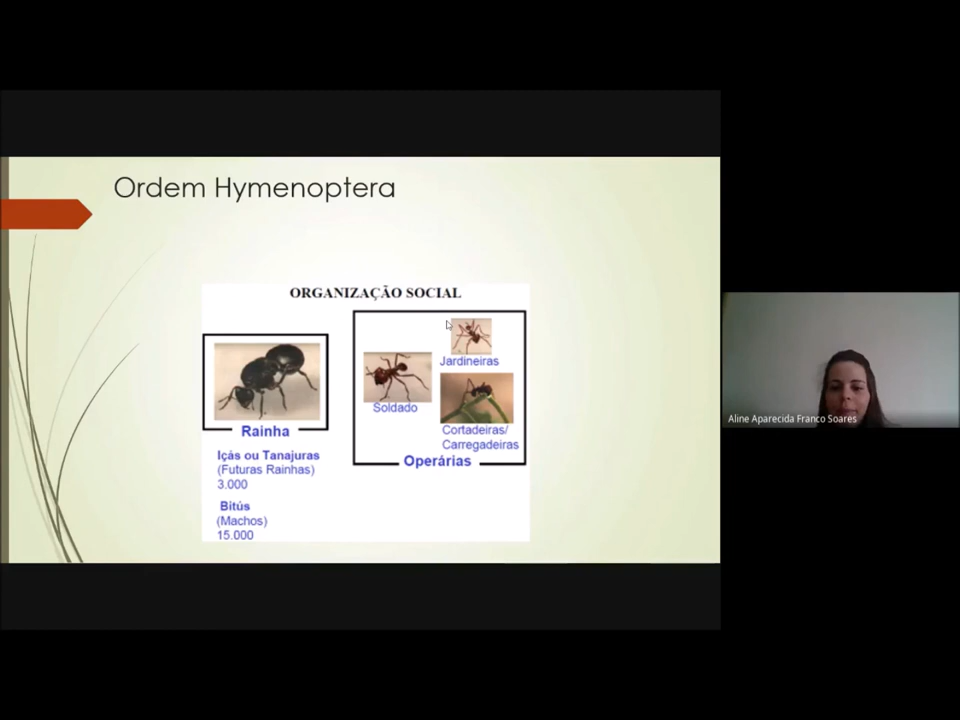 Ordem Hymenoptera
ORGANIZAÇÃO SOCIAL
Rainha
Içás ou Tanajuras
(Futuras Rainhas)
3.000
Bitús
(Machos)
15.000
Jardineiras
Soldado
Cortadeiras/
Carregadeiras
Operárias
Aline Aparecida Franco Soares